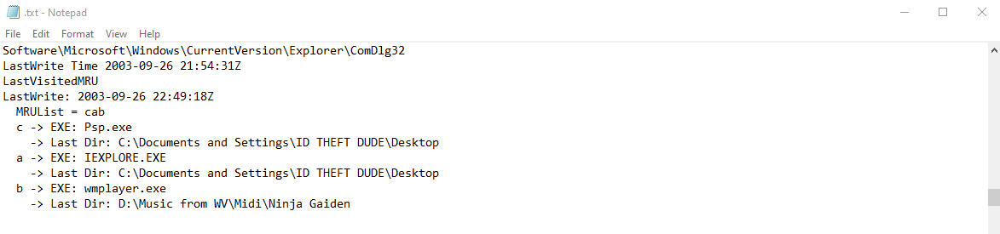 .txt - Notepad
File Edit Format View Help
Software\Microsoft\Windows\CurrentVersion\Explorer\ComDlg32
LastWrite Time 2003-09-26 21:54:31Z
LastVisitedMRU
LastWrite: 2003-09-26 22:49:18Z
  MRUList = cab
  c -> EXE: Psp.exe
    -> Last Dir: C:\Documents and Settings\ID THEFT DUDE\Desktop
  a -> EXE: IEXPLORE.EXE
    -> Last Dir: C:\Documents and Settings\ID THEFT DUDE\Desktop
  b -> EXE: wmplayer.exe
    -> Last Dir: D:\Music from WV\Midi\Ninja Gaiden